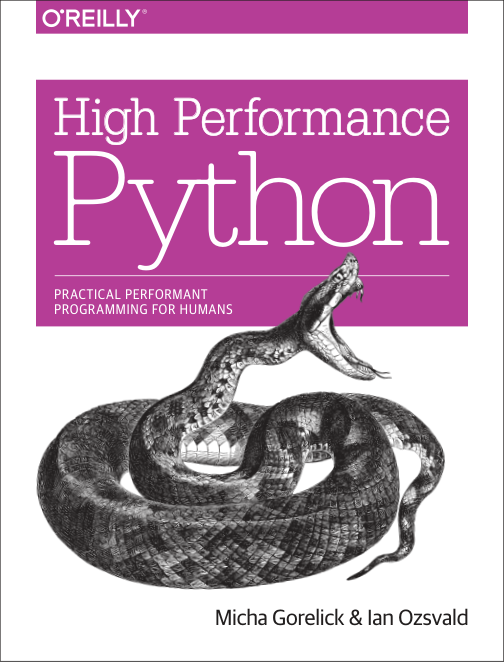 O'REILLY®
High Performance
Python
PRACTICAL PERFORMANT
PROGRAMMING FOR HUMANS
Micha Gorelick & Ian Ozsvald